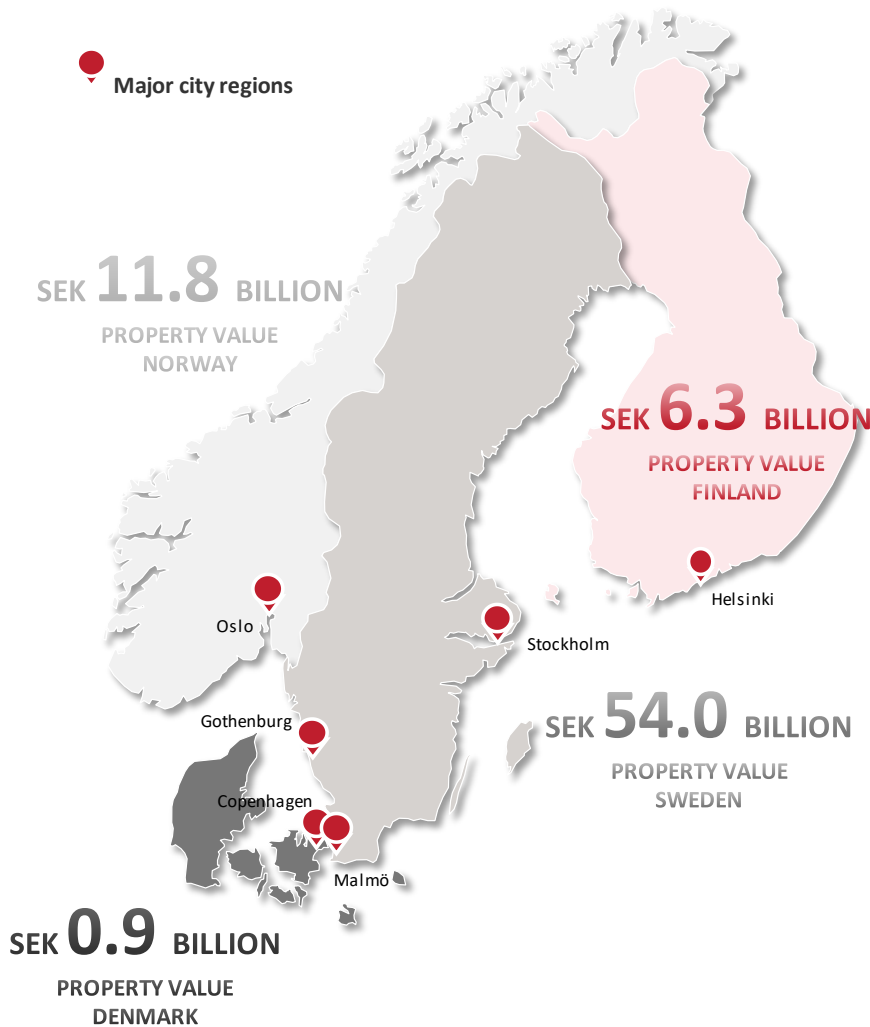 Major city regions
SEK 11.8 BILLION
PROPERTY VALUE
NORWAY
SEK 6.3 BILLION
PROPERTY VALUE
FINLAND
Helsinki
Oslo
Stockholm
Gothenburg
SEK 54.0 BILLION
PROPERTY VALUE
SWEDEN
Copenhagen
Malmö
SEK 0.9 BILLION
PROPERTY VALUE
DENMARK